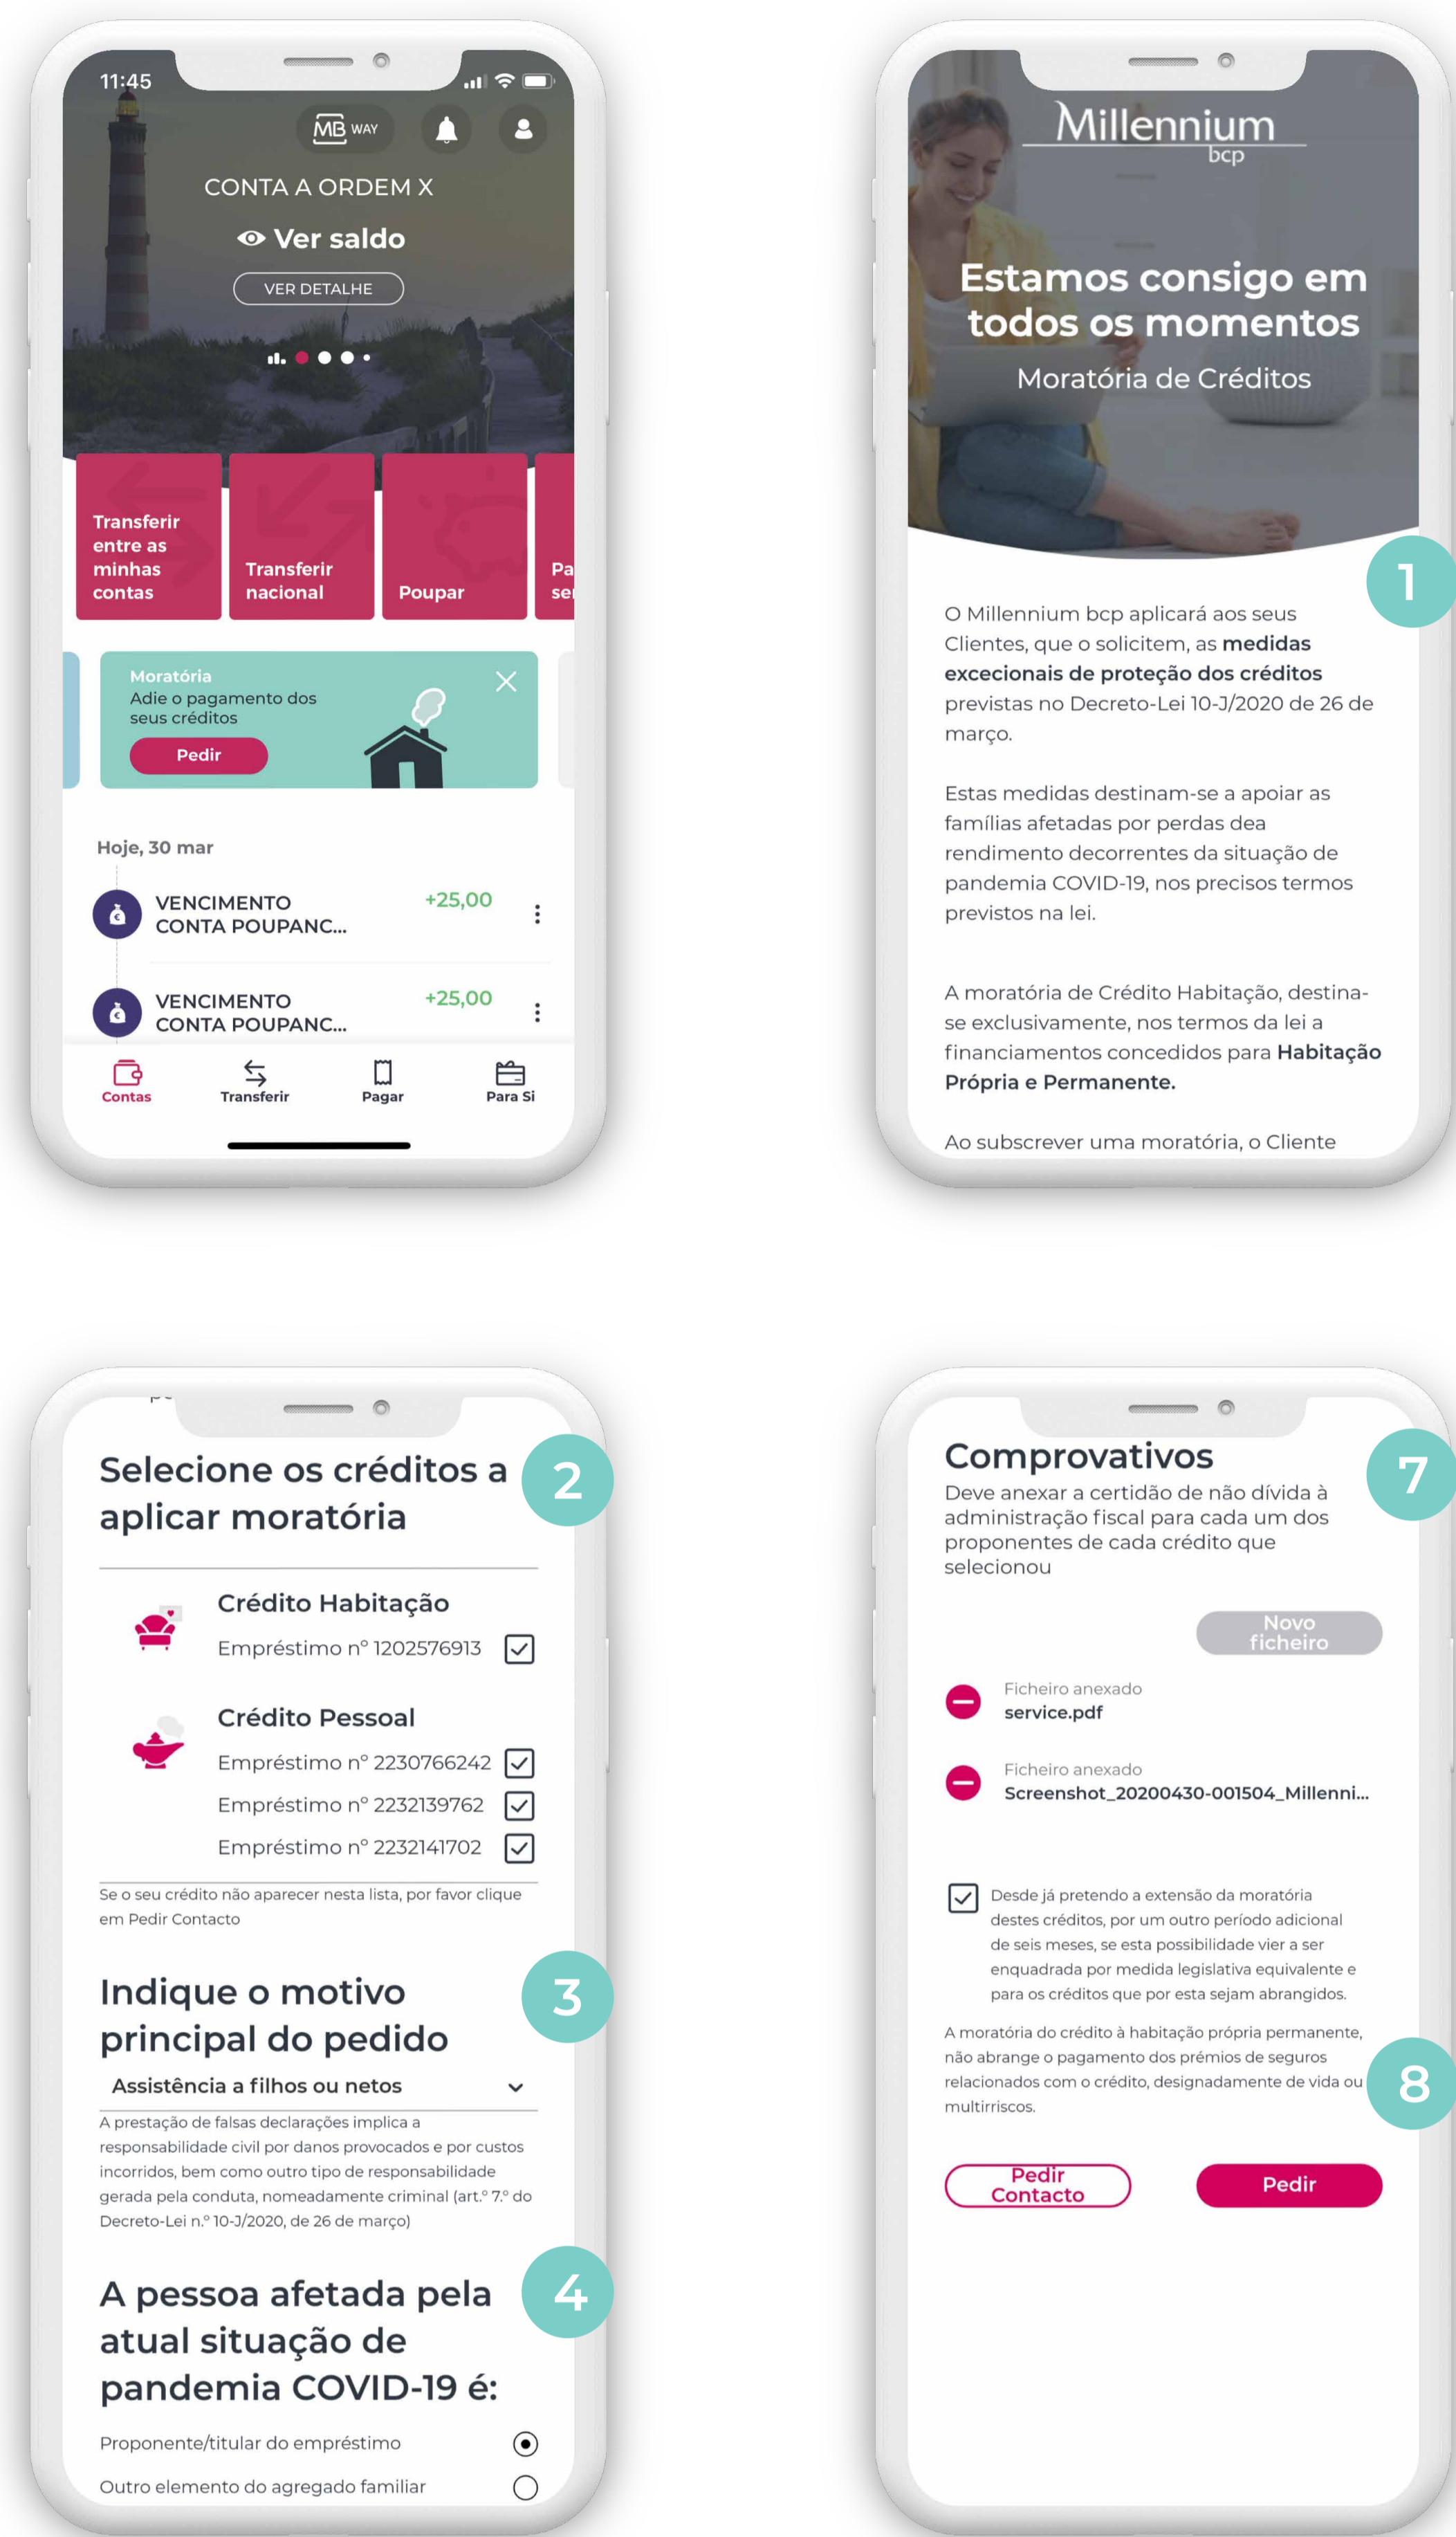 11:45
MB WAY
CONTA A ORDEM X
Ver saldo
VER DETALHE
Transferir
entre as
minhas
contas
Transferir
nacional
Poupar
Pa
ser
Moratória
Adie o pagamento dos
seus créditos
Pedir
Hoje, 30 mar
VENCIMENTO
CONTA POUPANC...
+25,00
VENCIMENTO
CONTA POUPANC...
+25,00
Contas
Transferir
Pagar
Para Si
Millennium
bcp
Estamos consigo em
todos os momentos
Moratória de Créditos
1
O Millennium bcp aplicará aos seus
Clientes, que o solicitem, as medidas
excecionais de proteção dos créditos
previstas no Decreto-Lei 10-J/2020 de 26 de
março.
Estas medidas destinam-se a apoiar as
famílias afetadas por perdas dea
rendimento decorrentes da situação de
pandemia COVID-19, nos precisos termos
previstos na lei.
A moratória de Crédito Habitação, destina-
se exclusivamente, nos termos da lei a
financiamentos concedidos para Habitação
Própria e Permanente.
Ao subscrever uma moratória, o Cliente
Selecione os créditos a
aplicar moratória
2
Crédito Habitação
Empréstimo nº 1202576913
Crédito Pessoal
Empréstimo nº 2230766242
Empréstimo nº 2232139762
Empréstimo nº 2232141702
Se o seu crédito não aparecer nesta lista, por favor clique
em Pedir Contacto
Indique o motivo
principal do pedido
3
Assistência a filhos ou netos
A prestação de falsas declarações implica a
responsabilidade civil por danos provocados e por custos
incorridos, bem como outro tipo de responsabilidade
gerada pela conduta, nomeadamente criminal (art.º 7.º do
Decreto-Lei n.º 10-J/2020, de 26 de março)
A pessoa afetada pela
atual situação de
pandemia COVID-19 é:
4
Proponente/titular do empréstimo
Outro elemento do agregado familiar
Comprovativos
7
Deve anexar a certidão de não dívida à
administração fiscal para cada um dos
proponentes de cada crédito que
selecionou
Novo
ficheiro
Ficheiro anexado
service.pdf
Ficheiro anexado
Screenshot_20200430-001504_Millenni...
Desde já pretendo a extensão da moratória
destes créditos, por um outro período adicional
de seis meses, se esta possibilidade vier a ser
enquadrada por medida legislativa equivalente e
para os créditos que por esta sejam abrangidos.
A moratória do crédito à habitação própria permanente,
não abrange o pagamento dos prémios de seguros
relacionados com o crédito, designadamente de vida ou
multirriscos.
8
Pedir
Contacto
Pedir